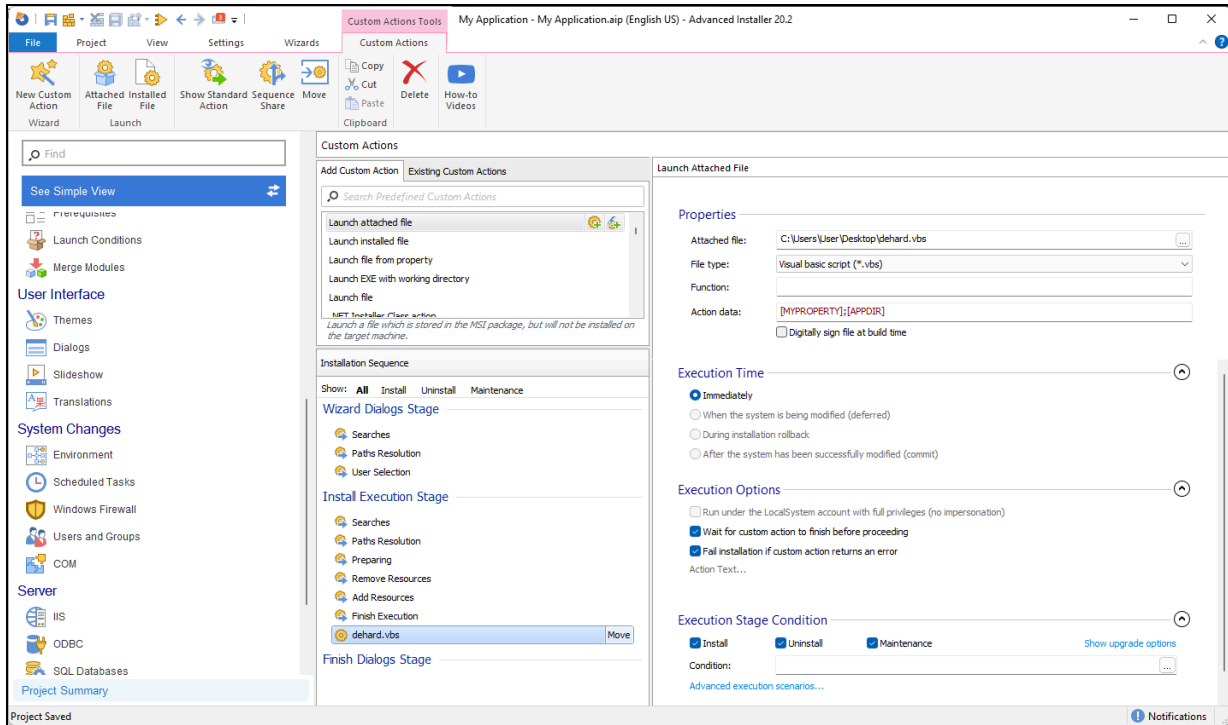 Custom Actions Tools
My Application - My Application.aip (English US) - Advanced Installer 20.2
File
Project
View
Settings
Wizards
Custom Actions
New Custom Action
Attached File
Installed File
Show Standard Action
Sequence Share
Move
Copy
Cut
Paste
Delete
How-to Videos
Wizard
Launch
Clipboard
Find
See Simple View
Prerequisites
Launch Conditions
Merge Modules
User Interface
Themes
Dialogs
Slideshow
Translations
System Changes
Environment
Scheduled Tasks
Windows Firewall
Users and Groups
COM
Server
IIS
ODBC
SQL Databases
Project Summary
Project Saved
Custom Actions
Add Custom Action
Existing Custom Actions
Search Predefined Custom Actions
Launch attached file
Launch installed file
Launch file from property
Launch EXE with working directory
Launch file
.NET Installer Class action
Launch a file which is stored in the MSI package, but will not be installed on
the target machine.
Installation Sequence
Show: All Install Uninstall Maintenance
Wizard Dialogs Stage
Searches
Paths Resolution
User Selection
Install Execution Stage
Searches
Paths Resolution
Preparing
Remove Resources
Add Resources
Finish Execution
dehard.vbs Move
Finish Dialogs Stage
Launch Attached File
Properties
Attached file: C:\Users\User\Desktop\dehard.vbs ...
File type: Visual basic script (*.vbs)
Function:
Action data: [MYPROPERTY];[APPDIR]
Digitally sign file at build time
Execution Time
Immediately
When the system is being modified (deferred)
During installation rollback
After the system has been successfully modified (commit)
Execution Options
Run under the LocalSystem account with full privileges (no impersonation)
Wait for custom action to finish before proceeding
Fail installation if custom action returns an error
Action Text...
Execution Stage Condition
Install Uninstall Maintenance Show upgrade options
Condition: ...
Advanced execution scenarios...
Notifications